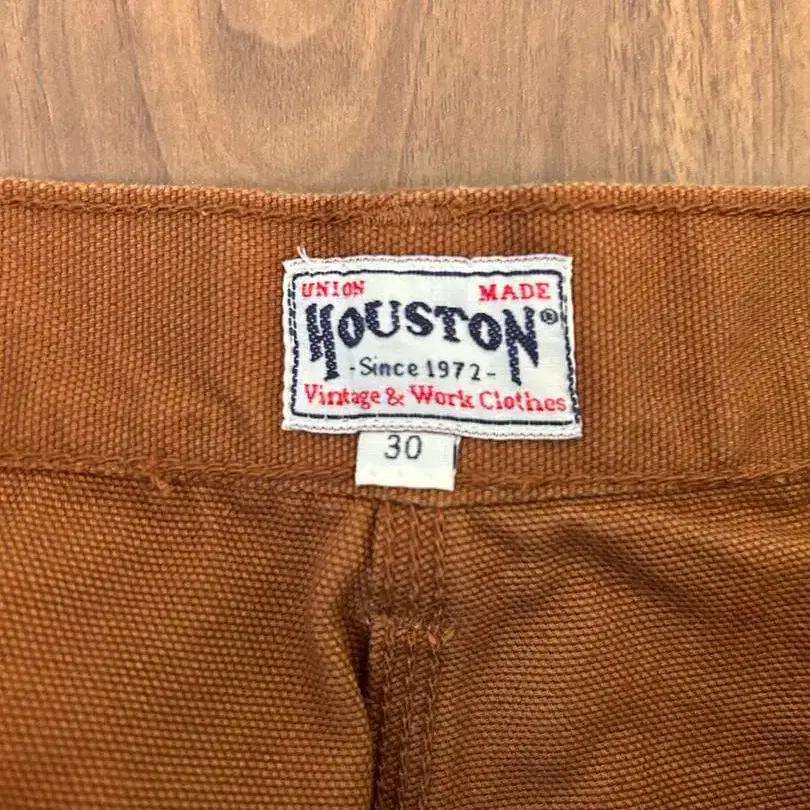 UNION MADE
HOUSTON®
- Since 1972 -
Vintage & Work Clothes
30